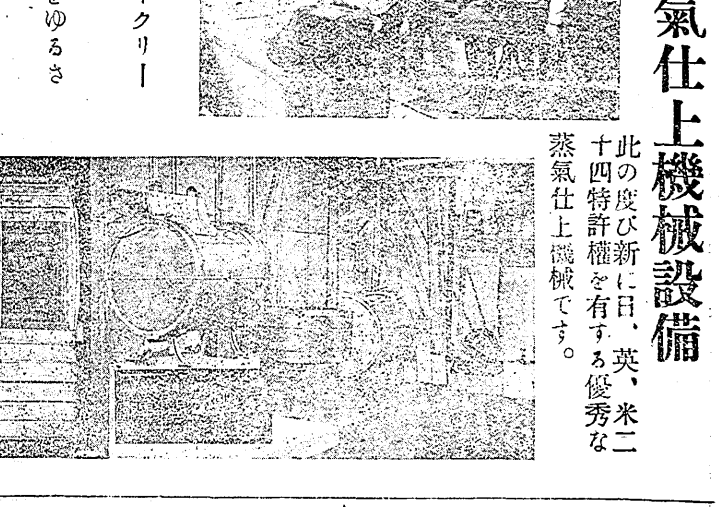 氣仕上機械設備
此の度び新に日、英、米二
十四特許權を有する優秀な
蒸氣仕上機械です。
クリー
ゆるさ